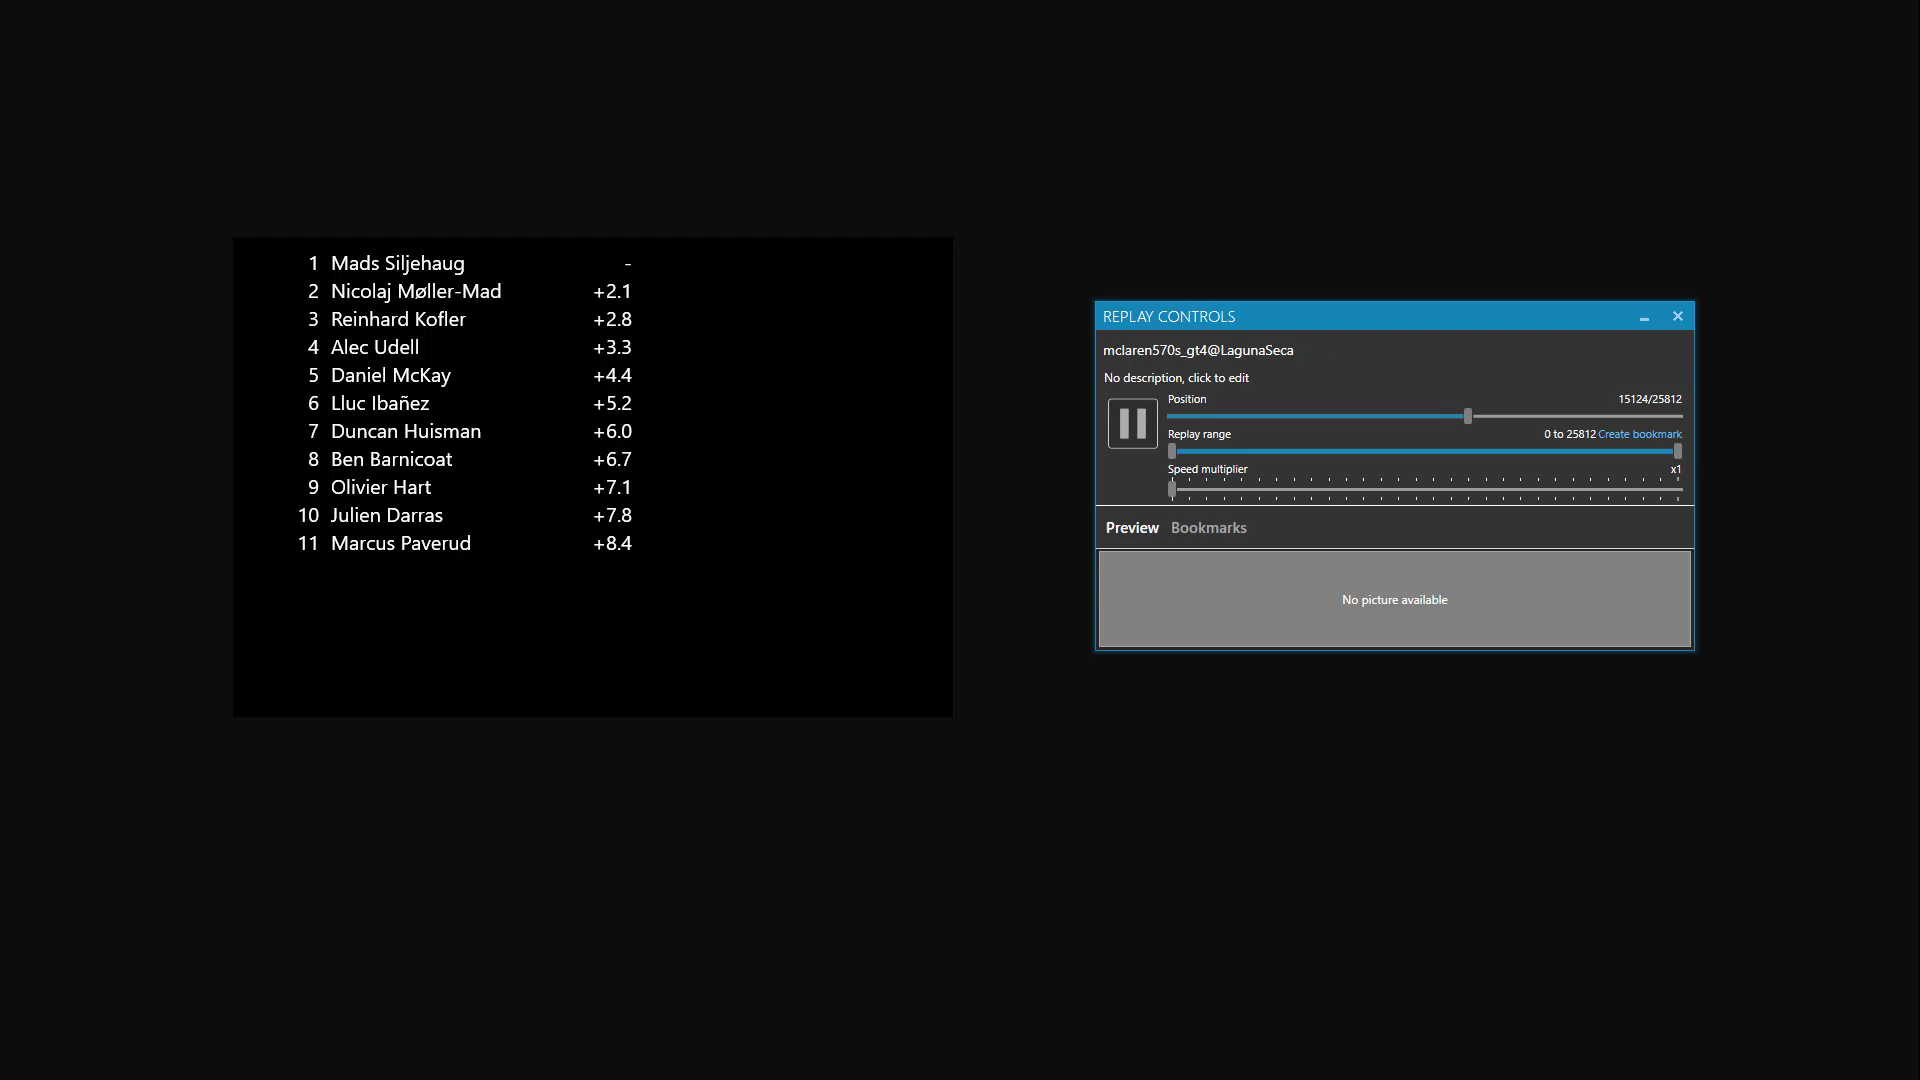 1 Mads Siljehaug -
2 Nicolaj Møller-Mad +2.1
3 Reinhard Kofler +2.8
4 Alec Udell +3.3
5 Daniel McKay +4.4
6 Lluc Ibañez +5.2
7 Duncan Huisman +6.0
8 Ben Barnicoat +6.7
9 Olivier Hart +7.1
10 Julien Darras +7.8
11 Marcus Paverud +8.4
REPLAY CONTROLS
mclaren570s_gt4@LagunaSeca
No description, click to edit
Position 15124/25812
Replay range 0 to 25812 Create bookmark
Speed multiplier x1
Preview Bookmarks
No picture available